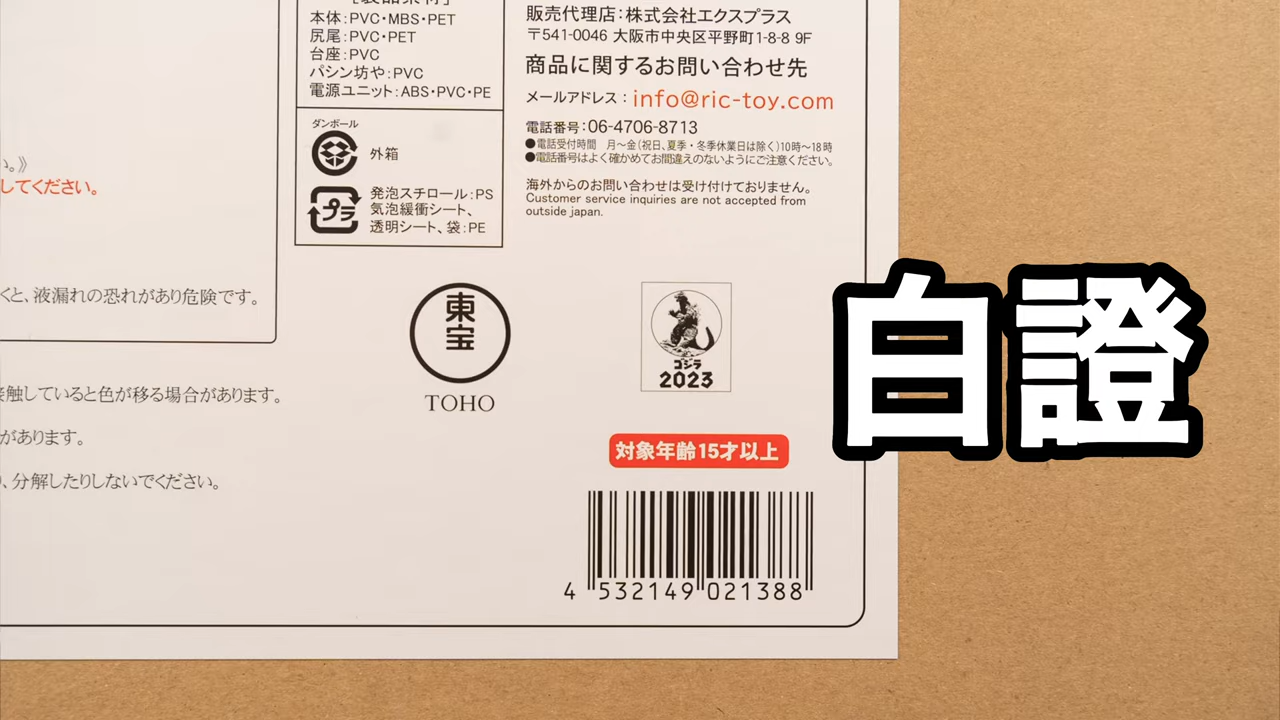 [製品素材]
本体：PVC・MBS・PET
尻尾：PVC・PET
台座：PVC
パシン坊や：PVC
電源ユニット：ABS・PVC・PE
ダンボール
外箱
プラ
発泡スチロール：PS
気泡緩衝シート、
透明シート、袋：PE
販売代理店：株式会社エクスプラス
〒541-0046 大阪市中央区平野町1-8-8 9F
商品に関するお問い合わせ先
メールアドレス：info@ric-toy.com
電話番号：06-4706-8713
●電話受付時間 月〜金（祝日、夏季・冬季休業日は除く）10時〜18時
●電話番号はよく確かめてお間違えのないようにご注意ください。
海外からのお問い合わせは受け付けておりません。
Customer service inquiries are not accepted from
outside japan.
い。》
してください。
くと、液漏れの恐れがあり危険です。
接触していると色が移る場合があります。
があります。
、分解したりしないでください。
東宝
TOHO
ゴジラ
2023
対象年齢15才以上
4 532149 021388
白證